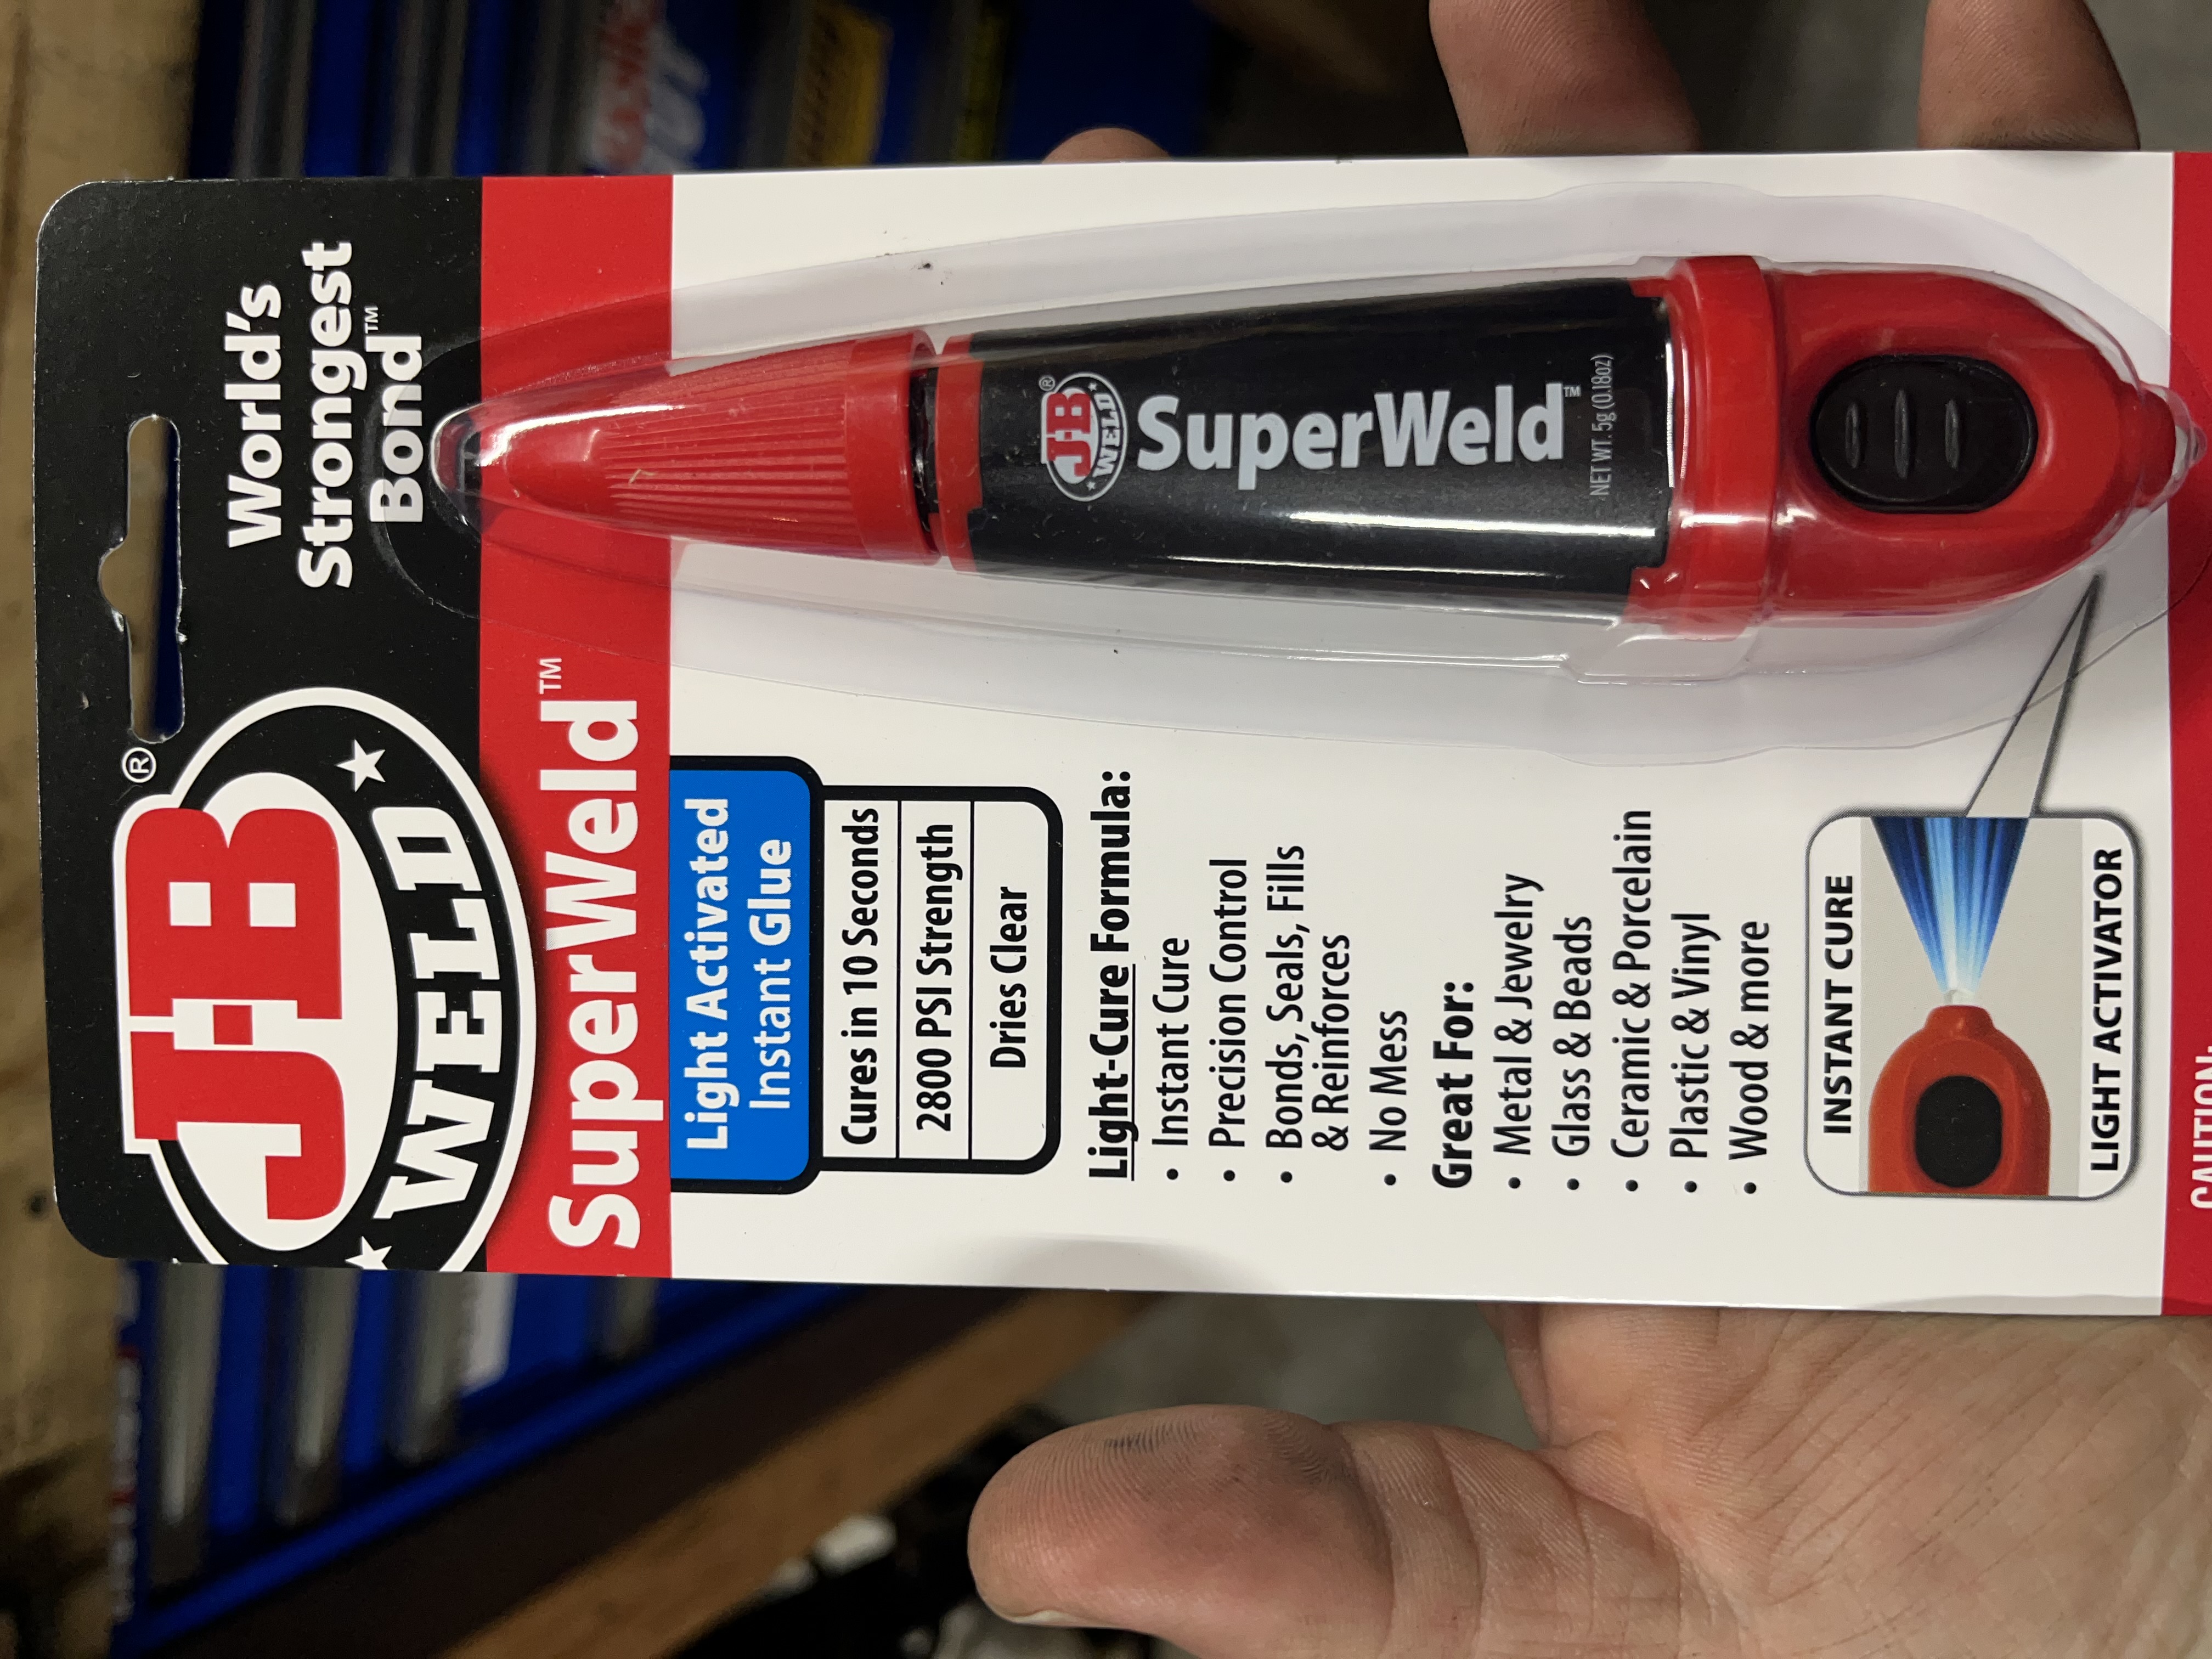 World's
Strongest
Bond™
J-B®
WELD
SuperWeld™
Light Activated
Instant Glue
Cures in 10 Seconds
2800 PSI Strength
Dries Clear
Light-Cure Formula:
• Instant Cure
• Precision Control
• Bonds, Seals, Fills
& Reinforces
• No Mess
Great For:
• Metal & Jewelry
• Glass & Beads
• Ceramic & Porcelain
• Plastic & Vinyl
• Wood & more
INSTANT CURE
LIGHT ACTIVATOR
J-B®
WELD
SuperWeld™
NET WT. 5g (0.18oz)
CAUTION: